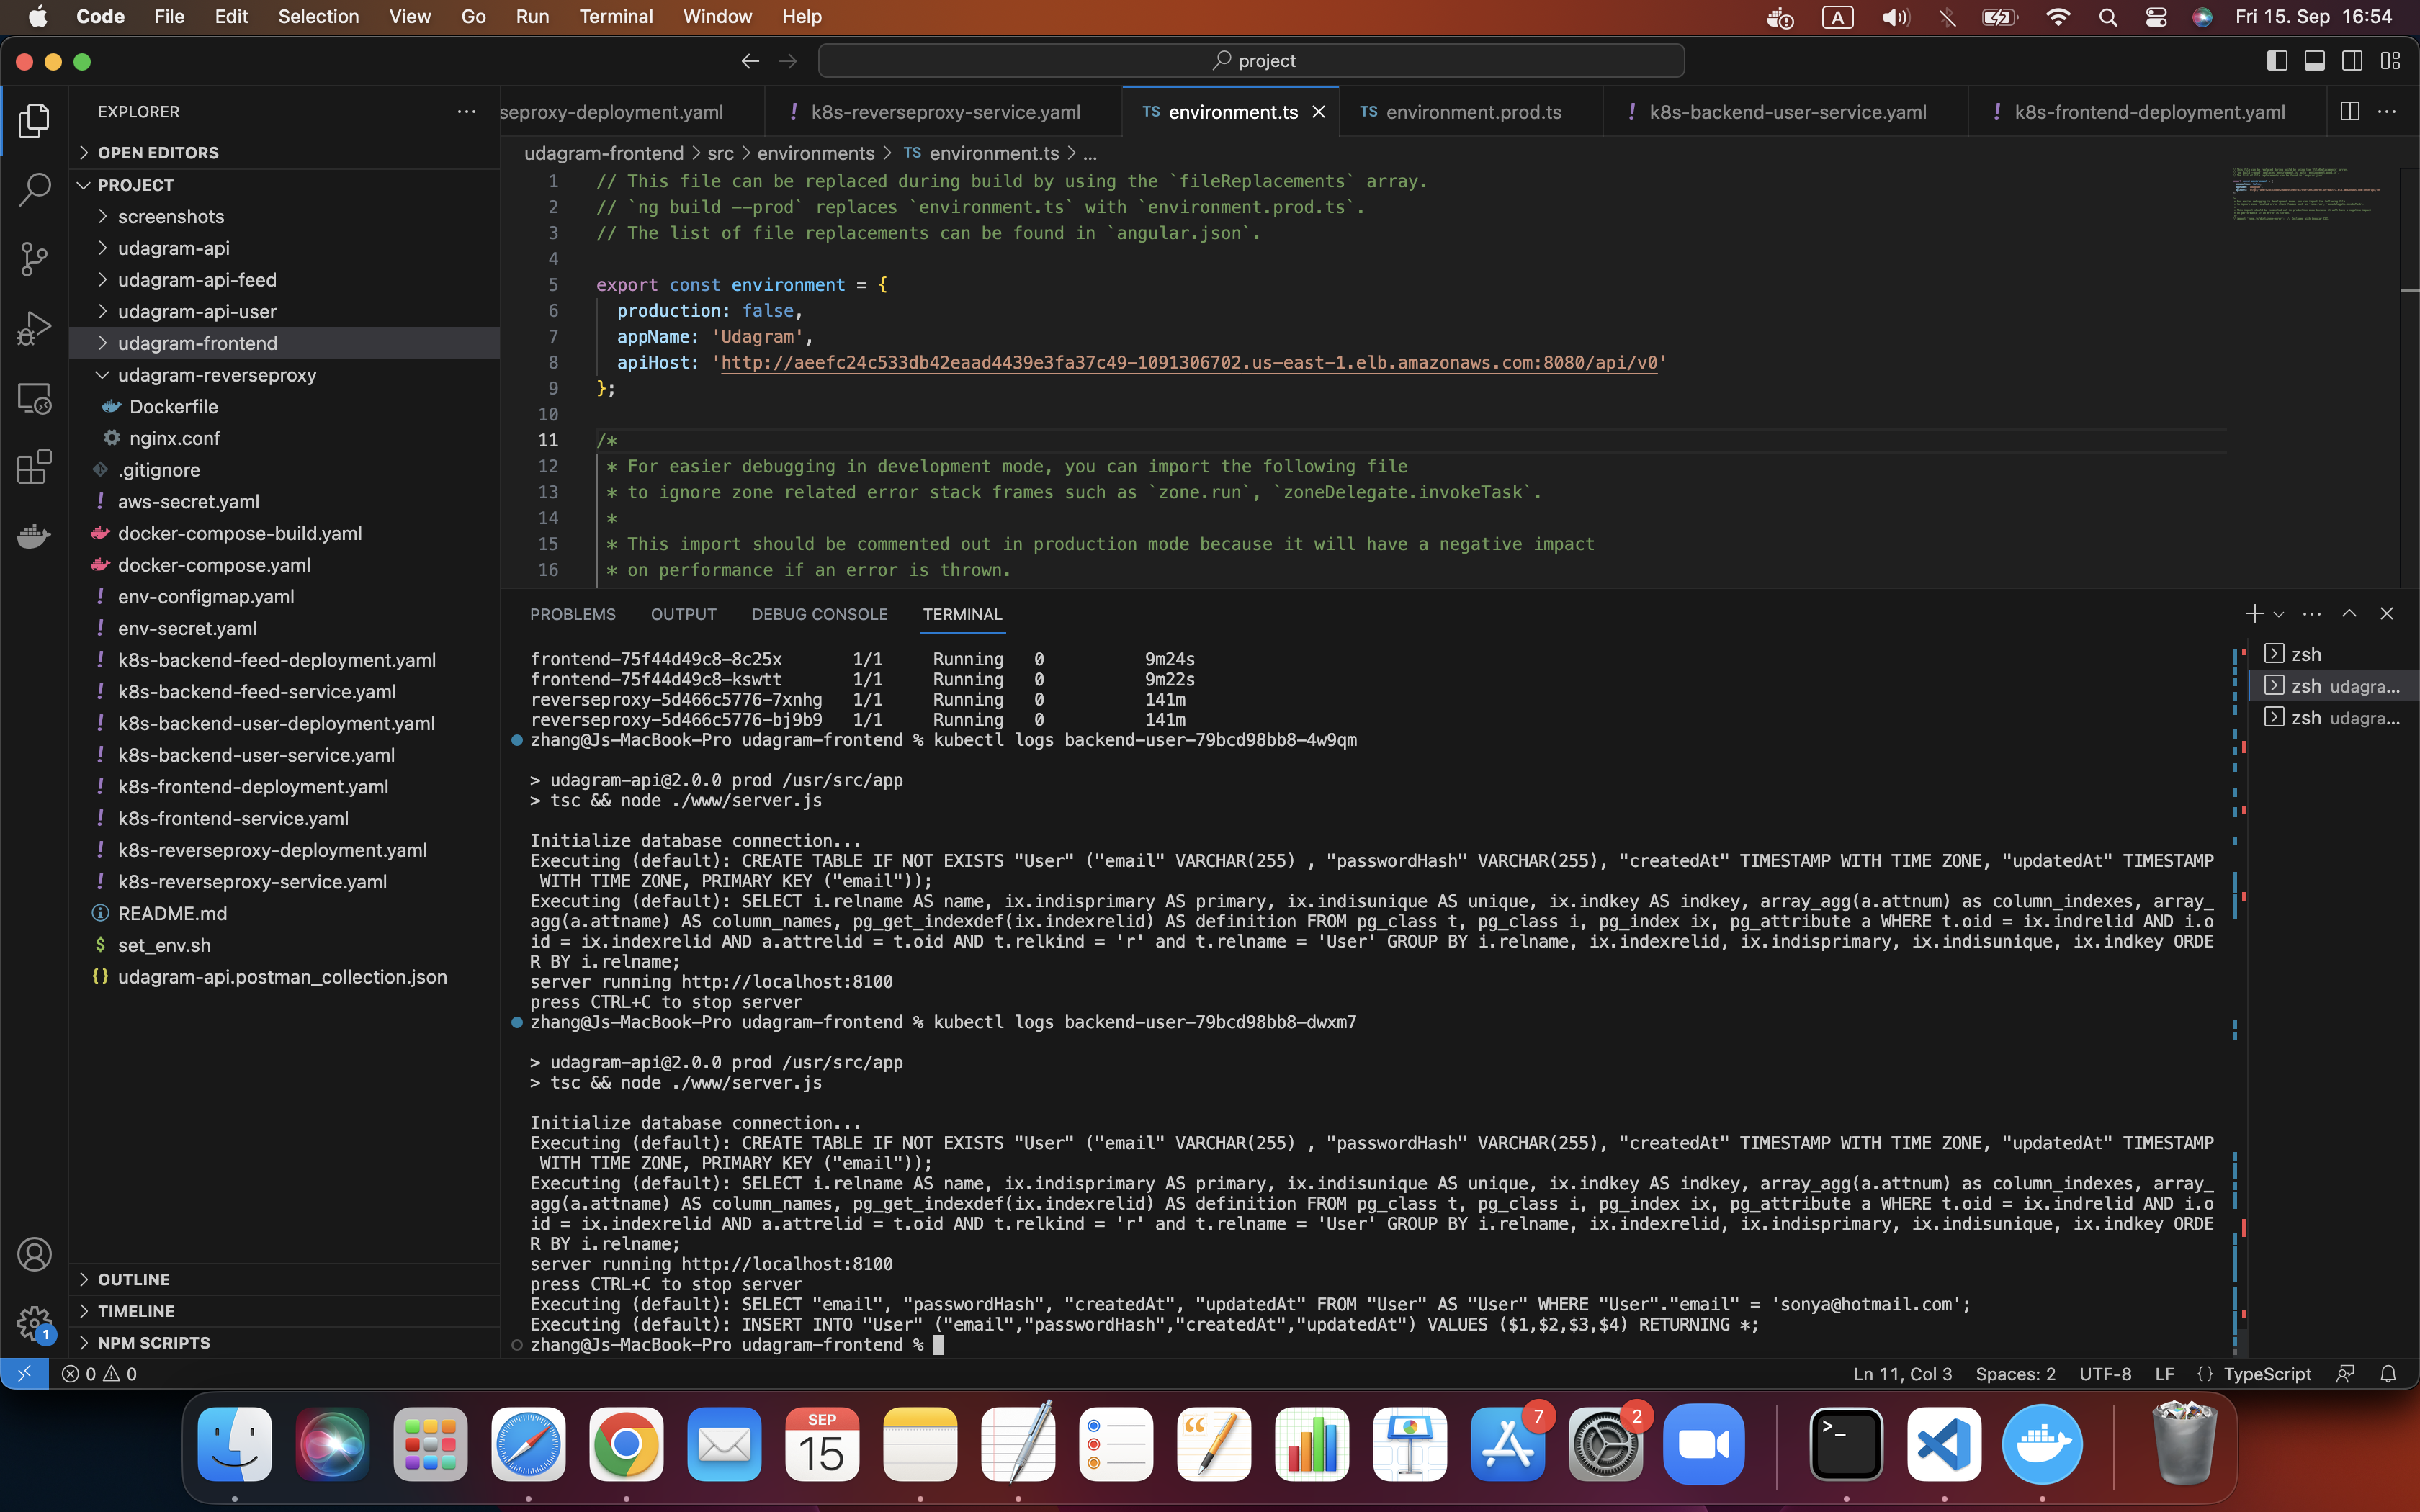 Code File Edit Selection View Go Run Terminal Window Help
A
Fri 15. Sep 16:54
project
EXPLORER
OPEN EDITORS
PROJECT
screenshots
udagram-api
udagram-api-feed
udagram-api-user
udagram-frontend
udagram-reverseproxy
Dockerfile
nginx.conf
.gitignore
! aws-secret.yaml
docker-compose-build.yaml
docker-compose.yaml
! env-configmap.yaml
! env-secret.yaml
! k8s-backend-feed-deployment.yaml
! k8s-backend-feed-service.yaml
! k8s-backend-user-deployment.yaml
! k8s-backend-user-service.yaml
! k8s-frontend-deployment.yaml
! k8s-frontend-service.yaml
! k8s-reverseproxy-deployment.yaml
! k8s-reverseproxy-service.yaml
README.md
$ set_env.sh
{} udagram-api.postman_collection.json
OUTLINE
TIMELINE
NPM SCRIPTS
1
seproxy-deployment.yaml
! k8s-reverseproxy-service.yaml
TS environment.ts
TS environment.prod.ts
! k8s-backend-user-service.yaml
! k8s-frontend-deployment.yaml
udagram-frontend > src > environments > TS environment.ts > ...
1 // This file can be replaced during build by using the `fileReplacements` array.
2 // `ng build --prod` replaces `environment.ts` with `environment.prod.ts`.
3 // The list of file replacements can be found in `angular.json`.
4
5 export const environment = {
6 production: false,
7 appName: 'Udagram',
8 apiHost: 'http://aeefc24c533db42eaad4439e3fa37c49-1091306702.us-east-1.elb.amazonaws.com:8080/api/v0'
9 };
10
11 /*
12 * For easier debugging in development mode, you can import the following file
13 * to ignore zone related error stack frames such as `zone.run`, `zoneDelegate.invokeTask`.
14 *
15 * This import should be commented out in production mode because it will have a negative impact
16 * on performance if an error is thrown.
PROBLEMS OUTPUT DEBUG CONSOLE TERMINAL
frontend-75f44d49c8-8c25x 1/1 Running 0 9m24s
frontend-75f44d49c8-kswtt 1/1 Running 0 9m22s
reverseproxy-5d466c5776-7xnhg 1/1 Running 0 141m
reverseproxy-5d466c5776-bj9b9 1/1 Running 0 141m
zhang@Js-MacBook-Pro udagram-frontend % kubectl logs backend-user-79bcd98bb8-4w9qm
> udagram-api@2.0.0 prod /usr/src/app
> tsc && node ./www/server.js
Initialize database connection...
Executing (default): CREATE TABLE IF NOT EXISTS "User" ("email" VARCHAR(255) , "passwordHash" VARCHAR(255), "createdAt" TIMESTAMP WITH TIME ZONE, "updatedAt" TIMESTAMP
WITH TIME ZONE, PRIMARY KEY ("email"));
Executing (default): SELECT i.relname AS name, ix.indisprimary AS primary, ix.indisunique AS unique, ix.indkey AS indkey, array_agg(a.attnum) as column_indexes, array_
agg(a.attname) AS column_names, pg_get_indexdef(ix.indexrelid) AS definition FROM pg_class t, pg_class i, pg_index ix, pg_attribute a WHERE t.oid = ix.indrelid AND i.o
id = ix.indexrelid AND a.attrelid = t.oid AND t.relkind = 'r' and t.relname = 'User' GROUP BY i.relname, ix.indexrelid, ix.indisprimary, ix.indisunique, ix.indkey ORDE
R BY i.relname;
server running http://localhost:8100
press CTRL+C to stop server
zhang@Js-MacBook-Pro udagram-frontend % kubectl logs backend-user-79bcd98bb8-dwxm7
> udagram-api@2.0.0 prod /usr/src/app
> tsc && node ./www/server.js
Initialize database connection...
Executing (default): CREATE TABLE IF NOT EXISTS "User" ("email" VARCHAR(255) , "passwordHash" VARCHAR(255), "createdAt" TIMESTAMP WITH TIME ZONE, "updatedAt" TIMESTAMP
WITH TIME ZONE, PRIMARY KEY ("email"));
Executing (default): SELECT i.relname AS name, ix.indisprimary AS primary, ix.indisunique AS unique, ix.indkey AS indkey, array_agg(a.attnum) as column_indexes, array_
agg(a.attname) AS column_names, pg_get_indexdef(ix.indexrelid) AS definition FROM pg_class t, pg_class i, pg_index ix, pg_attribute a WHERE t.oid = ix.indrelid AND i.o
id = ix.indexrelid AND a.attrelid = t.oid AND t.relkind = 'r' and t.relname = 'User' GROUP BY i.relname, ix.indexrelid, ix.indisprimary, ix.indisunique, ix.indkey ORDE
R BY i.relname;
server running http://localhost:8100
press CTRL+C to stop server
Executing (default): SELECT "email", "passwordHash", "createdAt", "updatedAt" FROM "User" AS "User" WHERE "User"."email" = 'sonya@hotmail.com';
Executing (default): INSERT INTO "User" ("email","passwordHash","createdAt","updatedAt") VALUES ($1,$2,$3,$4) RETURNING *;
zhang@Js-MacBook-Pro udagram-frontend %
zsh
zsh udagra...
zsh udagra...
0 0
Ln 11, Col 3 Spaces: 2 UTF-8 LF {} TypeScript
SEP
15
7
2